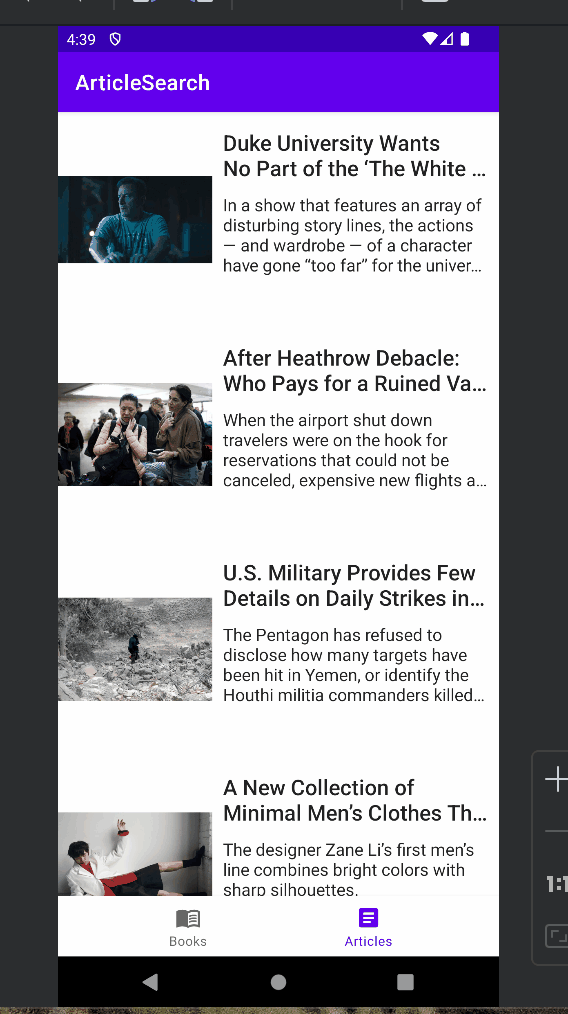 4:39
ArticleSearch
Duke University Wants
No Part of the ‘The White ...
In a show that features an array of
disturbing story lines, the actions
— and wardrobe — of a character
have gone “too far” for the univer...
After Heathrow Debacle:
Who Pays for a Ruined Va...
When the airport shut down
travelers were on the hook for
reservations that could not be
canceled, expensive new flights a...
U.S. Military Provides Few
Details on Daily Strikes in...
The Pentagon has refused to
disclose how many targets have
been hit in Yemen, or identify the
Houthi militia commanders killed...
A New Collection of
Minimal Men’s Clothes Th...
The designer Zane Li’s first men’s
line combines bright colors with
sharp silhouettes.
Books
Articles